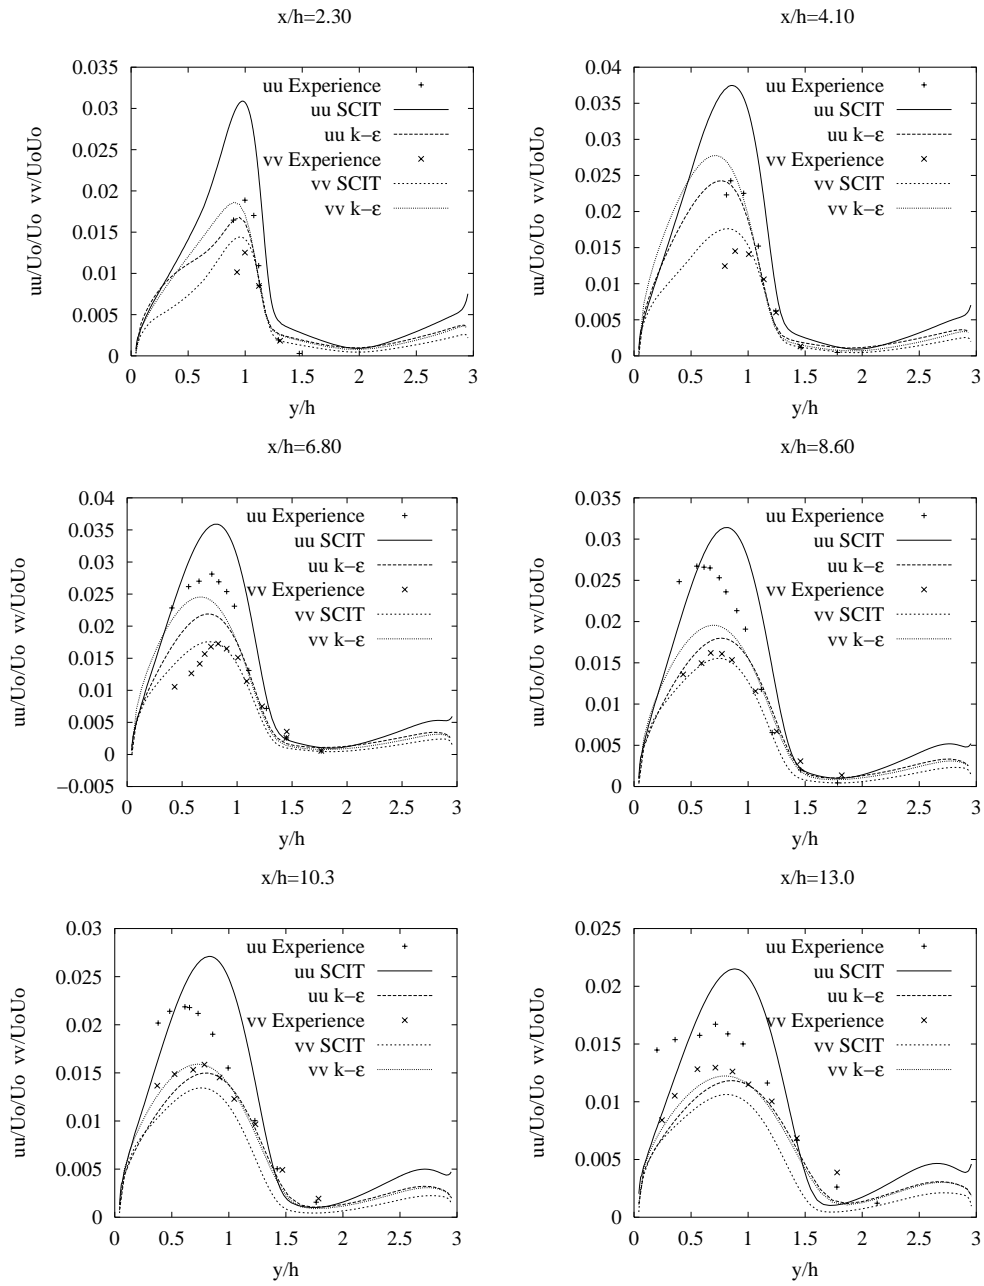 x/h=2.30
uu/Uo/Uo vv/UoUo
0.035
0.03
0.025
0.02
0.015
0.01
0.005
0
0 0.5 1 1.5 2 2.5 3
y/h
uu Experience
uu SCIT
uu k−ε
vv Experience
vv SCIT
vv k−ε
x/h=4.10
uu/Uo/Uo vv/UoUo
0.04
0.035
0.03
0.025
0.02
0.015
0.01
0.005
0
0 0.5 1 1.5 2 2.5 3
y/h
uu Experience
uu SCIT
uu k−ε
vv Experience
vv SCIT
vv k−ε
x/h=6.80
uu/Uo/Uo vv/UoUo
0.04
0.035
0.03
0.025
0.02
0.015
0.01
0.005
0
−0.005
0 0.5 1 1.5 2 2.5 3
y/h
uu Experience
uu SCIT
uu k−ε
vv Experience
vv SCIT
vv k−ε
x/h=8.60
uu/Uo/Uo vv/UoUo
0.035
0.03
0.025
0.02
0.015
0.01
0.005
0
0 0.5 1 1.5 2 2.5 3
y/h
uu Experience
uu SCIT
uu k−ε
vv Experience
vv SCIT
vv k−ε
x/h=10.3
uu/Uo/Uo vv/UoUo
0.03
0.025
0.02
0.015
0.01
0.005
0
0 0.5 1 1.5 2 2.5 3
y/h
uu Experience
uu SCIT
uu k−ε
vv Experience
vv SCIT
vv k−ε
x/h=13.0
uu/Uo/Uo vv/UoUo
0.025
0.02
0.015
0.01
0.005
0
0 0.5 1 1.5 2 2.5 3
y/h
uu Experience
uu SCIT
uu k−ε
vv Experience
vv SCIT
vv k−ε